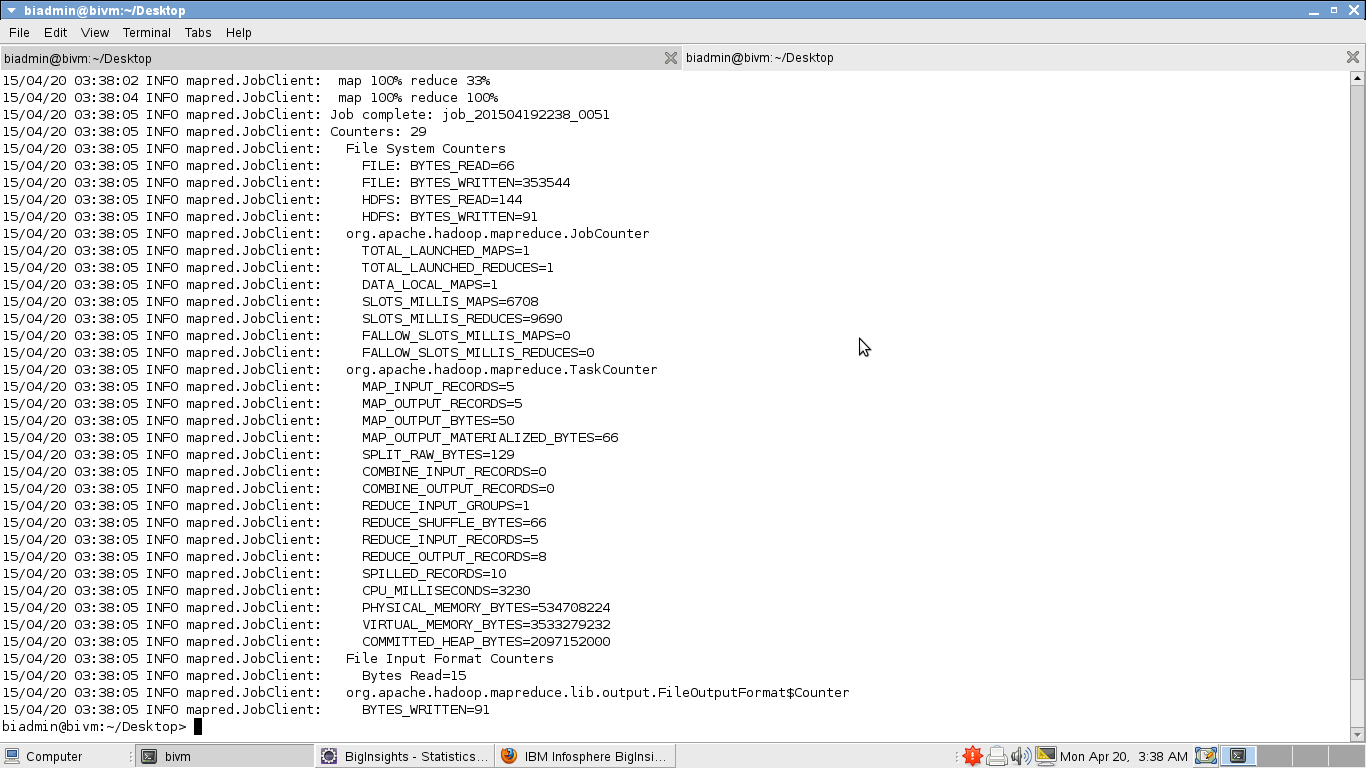 biadmin@bivm:~/Desktop
File Edit View Terminal Tabs Help
biadmin@bivm:~/Desktop biadmin@bivm:~/Desktop
15/04/20 03:38:02 INFO mapred.JobClient:  map 100% reduce 33%
15/04/20 03:38:04 INFO mapred.JobClient:  map 100% reduce 100%
15/04/20 03:38:05 INFO mapred.JobClient: Job complete: job_201504192238_0051
15/04/20 03:38:05 INFO mapred.JobClient: Counters: 29
15/04/20 03:38:05 INFO mapred.JobClient:   File System Counters
15/04/20 03:38:05 INFO mapred.JobClient:     FILE: BYTES_READ=66
15/04/20 03:38:05 INFO mapred.JobClient:     FILE: BYTES_WRITTEN=353544
15/04/20 03:38:05 INFO mapred.JobClient:     HDFS: BYTES_READ=144
15/04/20 03:38:05 INFO mapred.JobClient:     HDFS: BYTES_WRITTEN=91
15/04/20 03:38:05 INFO mapred.JobClient:   org.apache.hadoop.mapreduce.JobCounter
15/04/20 03:38:05 INFO mapred.JobClient:     TOTAL_LAUNCHED_MAPS=1
15/04/20 03:38:05 INFO mapred.JobClient:     TOTAL_LAUNCHED_REDUCES=1
15/04/20 03:38:05 INFO mapred.JobClient:     DATA_LOCAL_MAPS=1
15/04/20 03:38:05 INFO mapred.JobClient:     SLOTS_MILLIS_MAPS=6708
15/04/20 03:38:05 INFO mapred.JobClient:     SLOTS_MILLIS_REDUCES=9690
15/04/20 03:38:05 INFO mapred.JobClient:     FALLOW_SLOTS_MILLIS_MAPS=0
15/04/20 03:38:05 INFO mapred.JobClient:     FALLOW_SLOTS_MILLIS_REDUCES=0
15/04/20 03:38:05 INFO mapred.JobClient:   org.apache.hadoop.mapreduce.TaskCounter
15/04/20 03:38:05 INFO mapred.JobClient:     MAP_INPUT_RECORDS=5
15/04/20 03:38:05 INFO mapred.JobClient:     MAP_OUTPUT_RECORDS=5
15/04/20 03:38:05 INFO mapred.JobClient:     MAP_OUTPUT_BYTES=50
15/04/20 03:38:05 INFO mapred.JobClient:     MAP_OUTPUT_MATERIALIZED_BYTES=66
15/04/20 03:38:05 INFO mapred.JobClient:     SPLIT_RAW_BYTES=129
15/04/20 03:38:05 INFO mapred.JobClient:     COMBINE_INPUT_RECORDS=0
15/04/20 03:38:05 INFO mapred.JobClient:     COMBINE_OUTPUT_RECORDS=0
15/04/20 03:38:05 INFO mapred.JobClient:     REDUCE_INPUT_GROUPS=1
15/04/20 03:38:05 INFO mapred.JobClient:     REDUCE_SHUFFLE_BYTES=66
15/04/20 03:38:05 INFO mapred.JobClient:     REDUCE_INPUT_RECORDS=5
15/04/20 03:38:05 INFO mapred.JobClient:     REDUCE_OUTPUT_RECORDS=8
15/04/20 03:38:05 INFO mapred.JobClient:     SPILLED_RECORDS=10
15/04/20 03:38:05 INFO mapred.JobClient:     CPU_MILLISECONDS=3230
15/04/20 03:38:05 INFO mapred.JobClient:     PHYSICAL_MEMORY_BYTES=534708224
15/04/20 03:38:05 INFO mapred.JobClient:     VIRTUAL_MEMORY_BYTES=3533279232
15/04/20 03:38:05 INFO mapred.JobClient:     COMMITTED_HEAP_BYTES=2097152000
15/04/20 03:38:05 INFO mapred.JobClient:   File Input Format Counters
15/04/20 03:38:05 INFO mapred.JobClient:     Bytes Read=15
15/04/20 03:38:05 INFO mapred.JobClient:   org.apache.hadoop.mapreduce.lib.output.FileOutputFormat$Counter
15/04/20 03:38:05 INFO mapred.JobClient:     BYTES_WRITTEN=91
biadmin@bivm:~/Desktop>
Computer bivm BigInsights - Statistics... IBM Infosphere BigInsi... Mon Apr 20, 3:38 AM